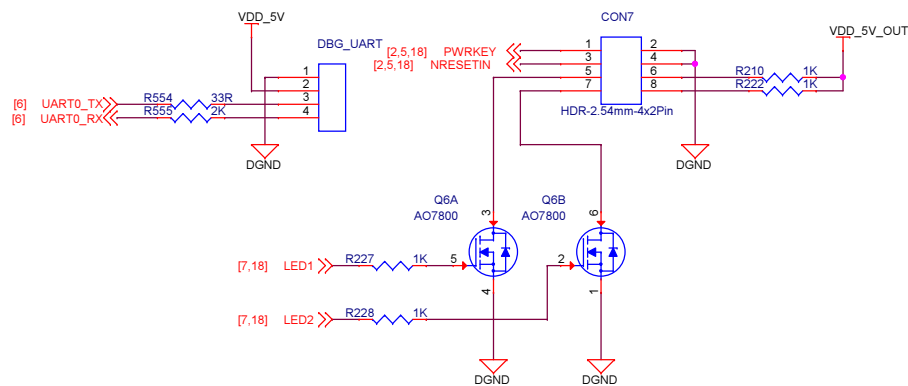 VDD_5V
CON7
VDD_5V_OUT
DBG_UART
[2,5,18] PWRKEY
1 2
[2,5,18] NRESETIN
3 4
5 6
R210 1K
7 8
R222 1K
HDR-2.54mm-4x2Pin
1
2
[6] UART0_TX
R554 33R
3
[6] UART0_RX
R555 2K
4
DGND
DGND
Q6A
AO7800
3
Q6B
AO7800
6
[7,18] LED1
R227 1K
5
2
4
1
[7,18] LED2
R228 1K
DGND
DGND